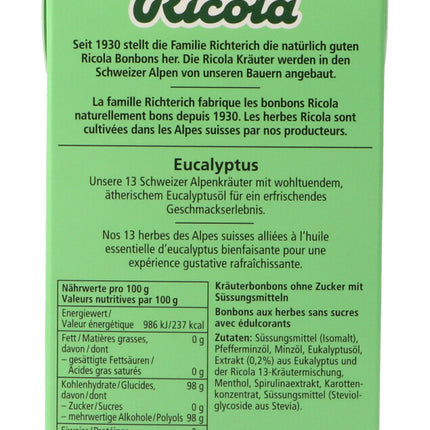 Ricola
Seit 1930 stellt die Familie Richterich die natürlich guten
Ricola Bonbons her. Die Ricola Kräuter werden in den
Schweizer Alpen von unseren Bauern angebaut.
La famille Richterich fabrique les bonbons Ricola
naturellement bons depuis 1930. Les herbes Ricola sont
cultivées dans les Alpes suisses par nos producteurs.
Eucalyptus
Unsere 13 Schweizer Alpenkräuter mit wohltuendem,
ätherischem Eucalyptusöl für ein erfrischendes
Geschmackserlebnis.
Nos 13 herbes des Alpes suisses alliées à l'huile
essentielle d'eucalyptus bienfaisante pour une
expérience gustative rafraîchissante.
Nährwerte pro 100 g
Valeurs nutritives par 100 g
Energiewert/
Valeur énergétique 986 kJ/237 kcal
Fett/Matières grasses, 0 g
davon/dont
– gesättigte Fettsäuren/
Acides gras saturés 0 g
Kohlenhydrate/Glucides, 98 g
davon/dont
– Zucker/Sucres 0 g
– mehrwertige Alkohole/Polyols 98 g
Eiweiss/Protéines 0 g
Kräuterbonbons ohne Zucker mit
Süssungsmitteln
Bonbons aux herbes sans sucres
avec édulcorants
Zutaten: Süssungsmittel (Isomalt),
Pfefferminzöl, Minzöl, Eukalyptusöl,
Extrakt (0,2%) aus Eukalyptus und
der Ricola 13-Kräutermischung,
Menthol, Spirulinaextrakt, Karotten-
konzentrat, Süssungsmittel (Steviol-
glycoside aus Stevia).